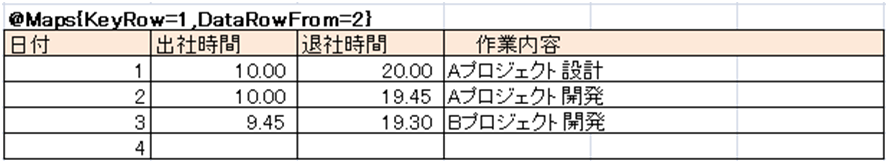 @Maps{KeyRow=1,DataRowFrom=2}
日付 出社時間 退社時間 作業内容
1 10.00 20.00 Aプロジェクト設計
2 10.00 19.45 Aプロジェクト開発
3 9.45 19.30 Bプロジェクト開発
4